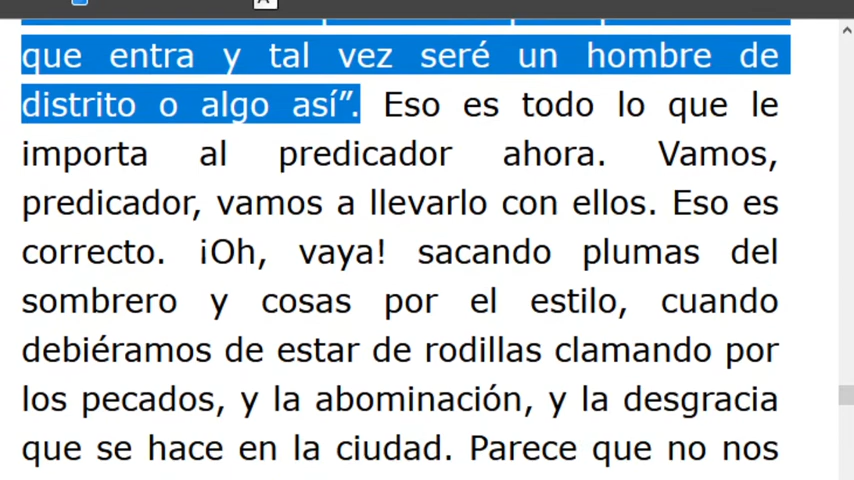 que entra y tal vez seré un hombre de
distrito o algo así”. Eso es todo lo que le
importa al predicador ahora. Vamos,
predicador, vamos a llevarlo con ellos. Eso es
correcto. ¡Oh, vaya! sacando plumas del
sombrero y cosas por el estilo, cuando
debiéramos de estar de rodillas clamando por
los pecados, y la abominación, y la desgracia
que se hace en la ciudad. Parece que no nos